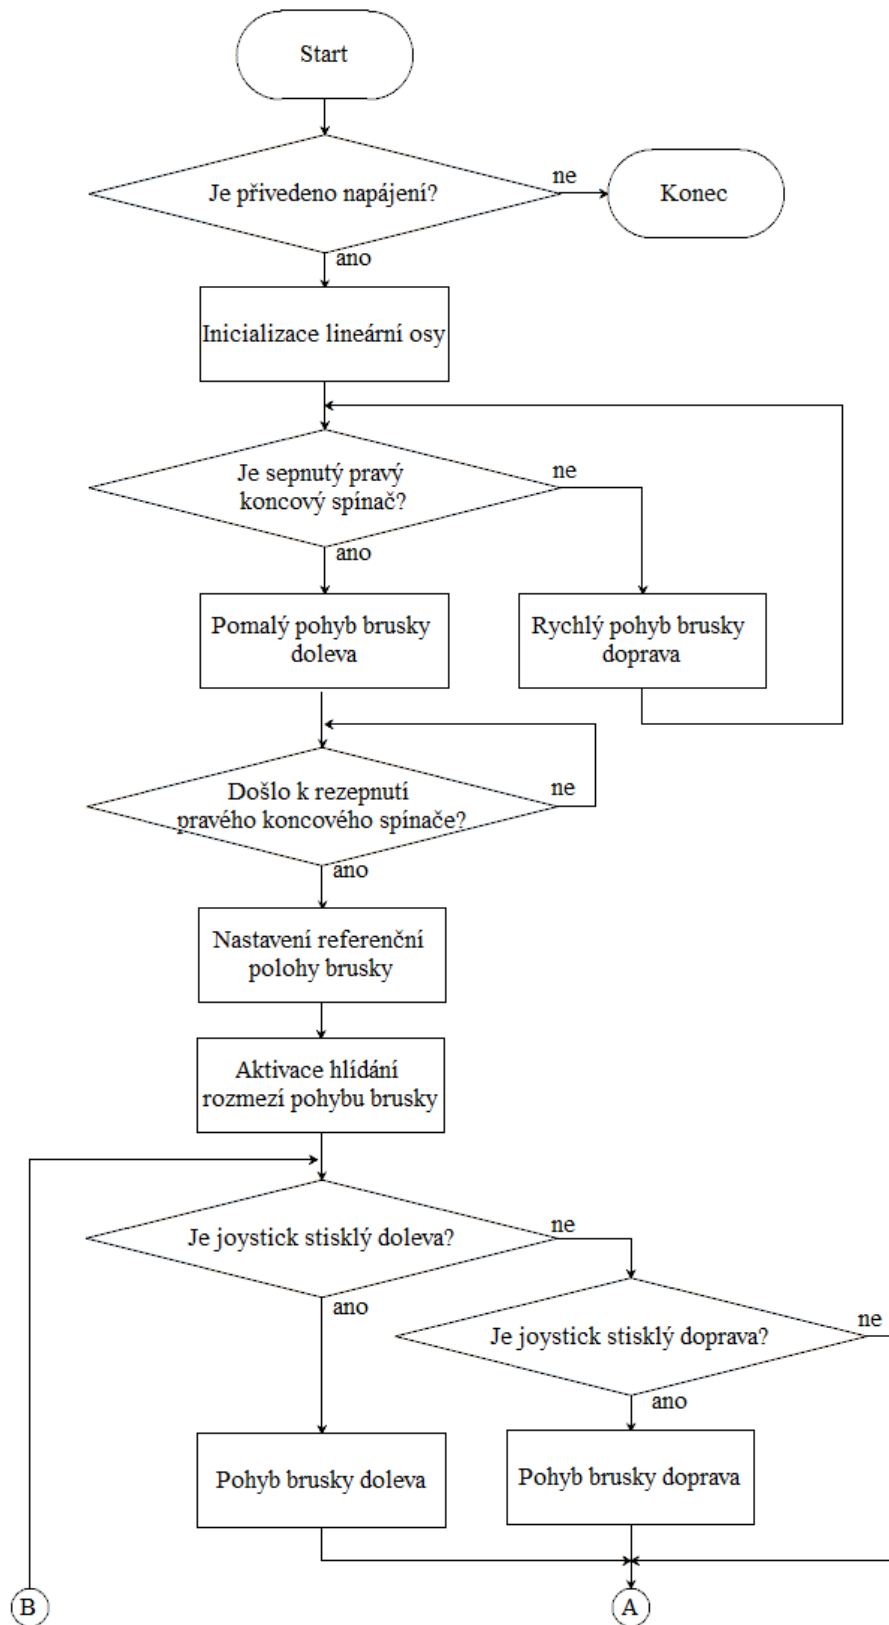 Start
Je přivedeno napájení?
ne
Konec
ano
Inicializace lineární osy
Je sepnutý pravý
koncový spínač?
ne
ano
Pomalý pohyb brusky
doleva
Rychlý pohyb brusky
doprava
Došlo k rezepnutí
pravého koncového spínače?
ne
ano
Nastavení referenční
polohy brusky
Aktivace hlídání
rozmezí pohybu brusky
Je joystick stisklý doleva?
ne
ano
Je joystick stisklý doprava?
ne
ano
Pohyb brusky doleva
Pohyb brusky doprava
B
A